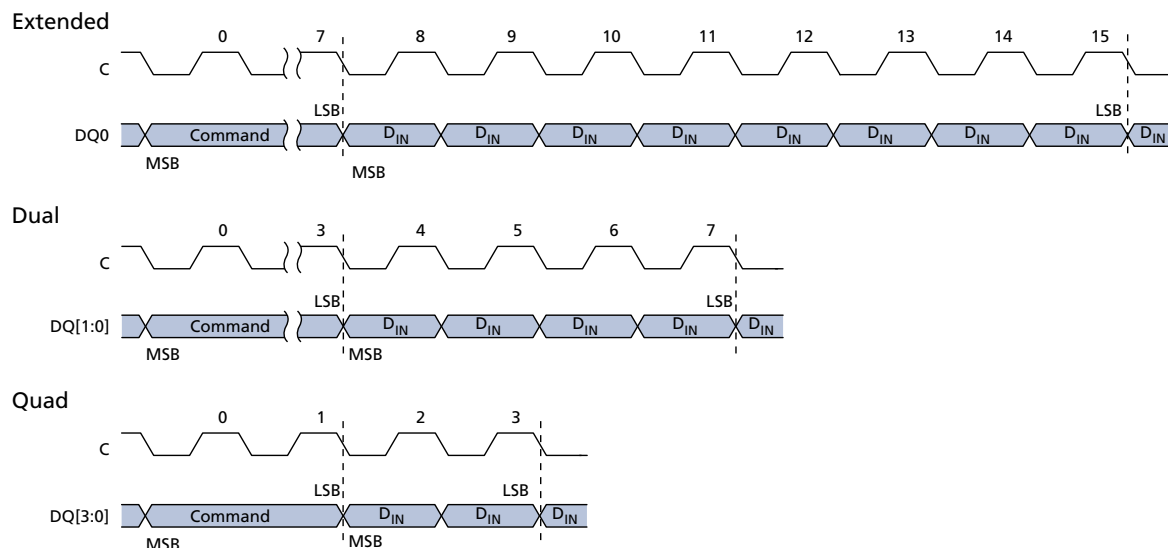 Extended
0 7 8 9 10 11 12 13 14 15
C
LSB LSB
DQ0 Command DIN DIN DIN DIN DIN DIN DIN DIN DIN
MSB MSB
Dual
0 3 4 5 6 7
C
LSB LSB
DQ[1:0] Command DIN DIN DIN DIN DIN
MSB MSB
Quad
0 1 2 3
C
LSB LSB
DQ[3:0] Command DIN DIN DIN
MSB MSB